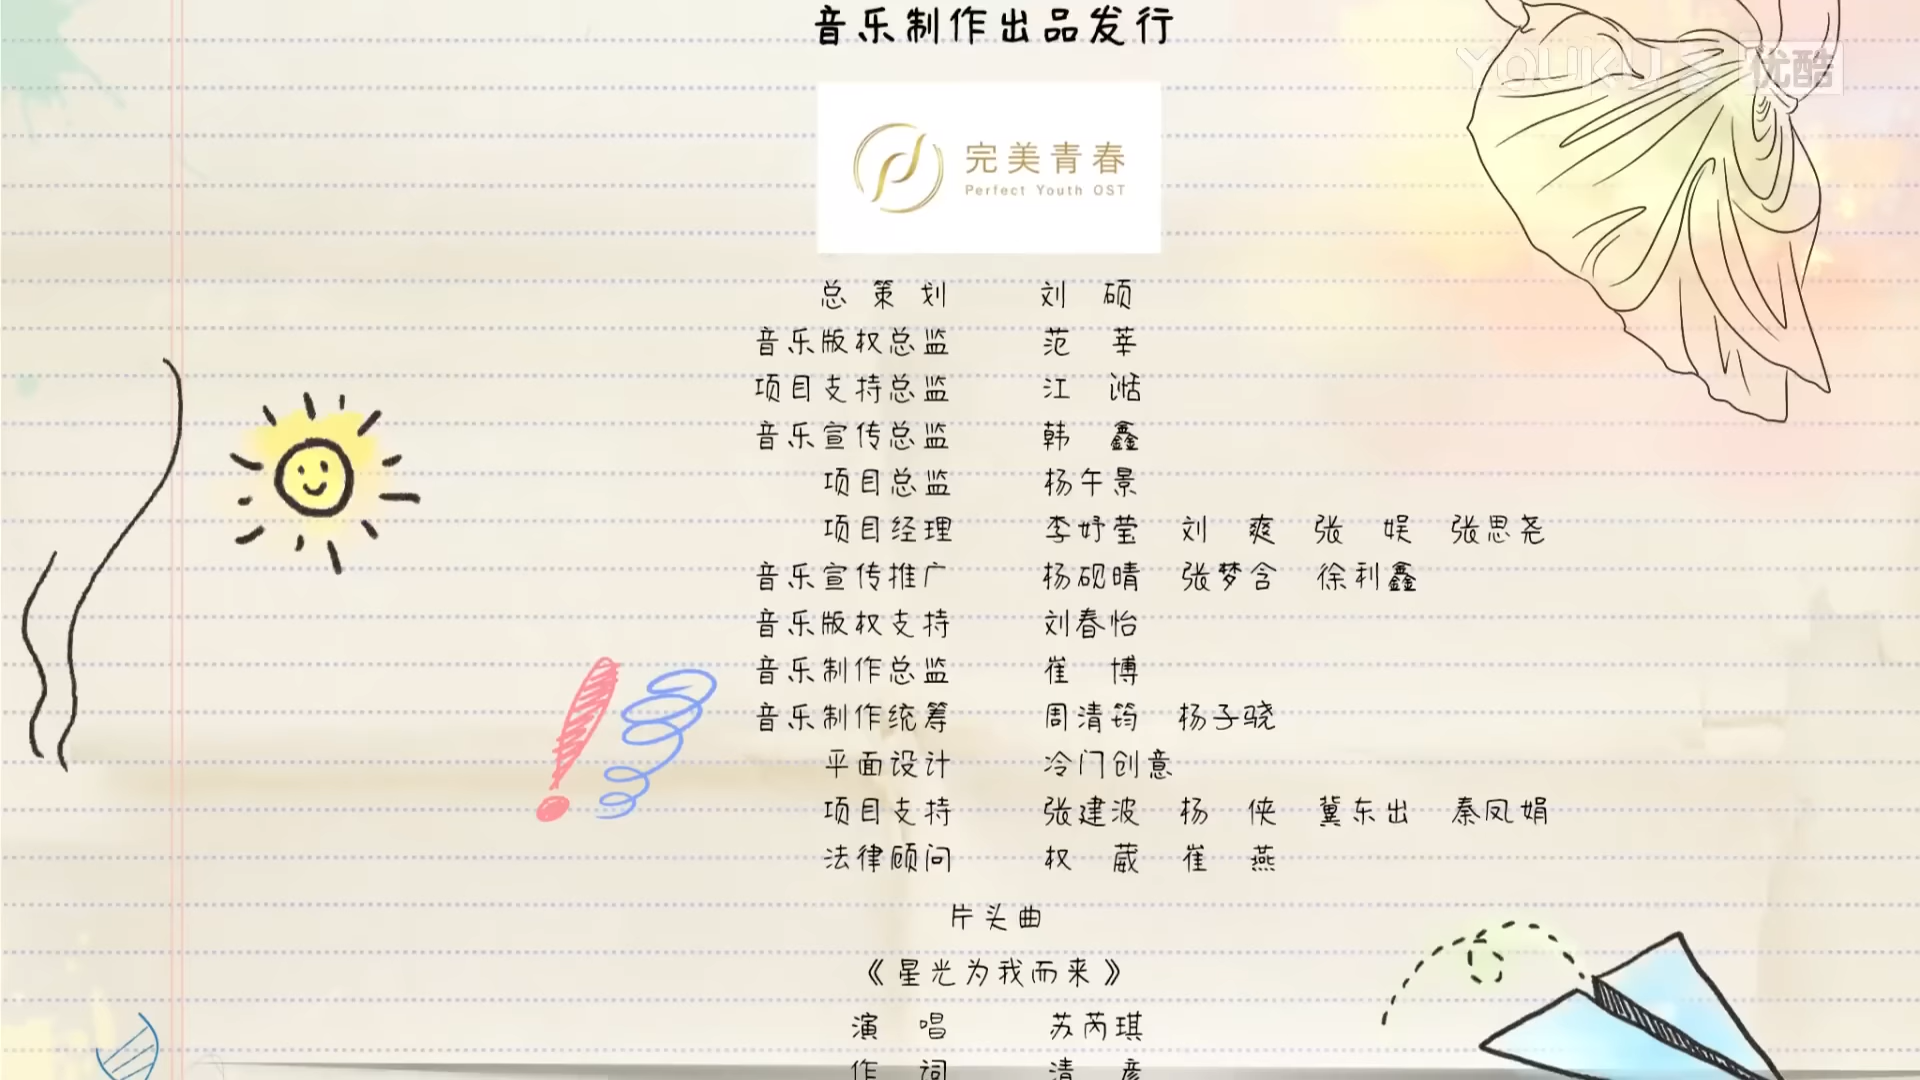 音乐制作出品发行
YOUKU 优酷
完美青春
Perfect Youth OST
总策划 刘硕
音乐版权总监 范莘
项目支持总监 江湉
音乐宣传总监 韩鑫
项目总监 杨午景
项目经理 李妤莹 刘爽 张娱 张思尧
音乐宣传推广 杨砚晴 张梦含 徐利鑫
音乐版权支持 刘春怡
音乐制作总监 崔博
音乐制作统筹 周清筠 杨子骁
平面设计 冷门创意
项目支持 张建波 杨侠 冀东出 秦凤娟
法律顾问 权葳 崔燕
片头曲
《星光为我而来》
演唱 苏芮琪
作词 清彦